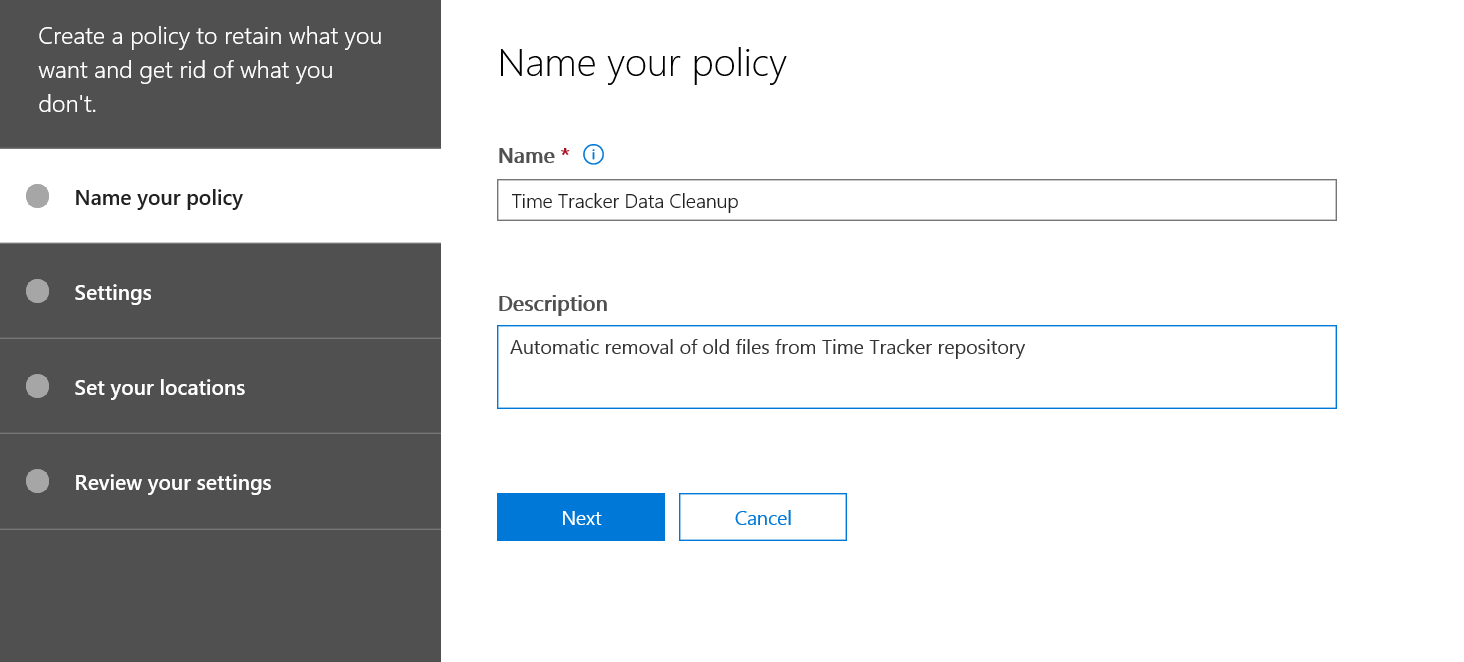 Create a policy to retain what you
want and get rid of what you
don't.
Name your policy
Settings
Set your locations
Review your settings
Name your policy
Name *
Time Tracker Data Cleanup
Description
Automatic removal of old files from Time Tracker repository
Next
Cancel